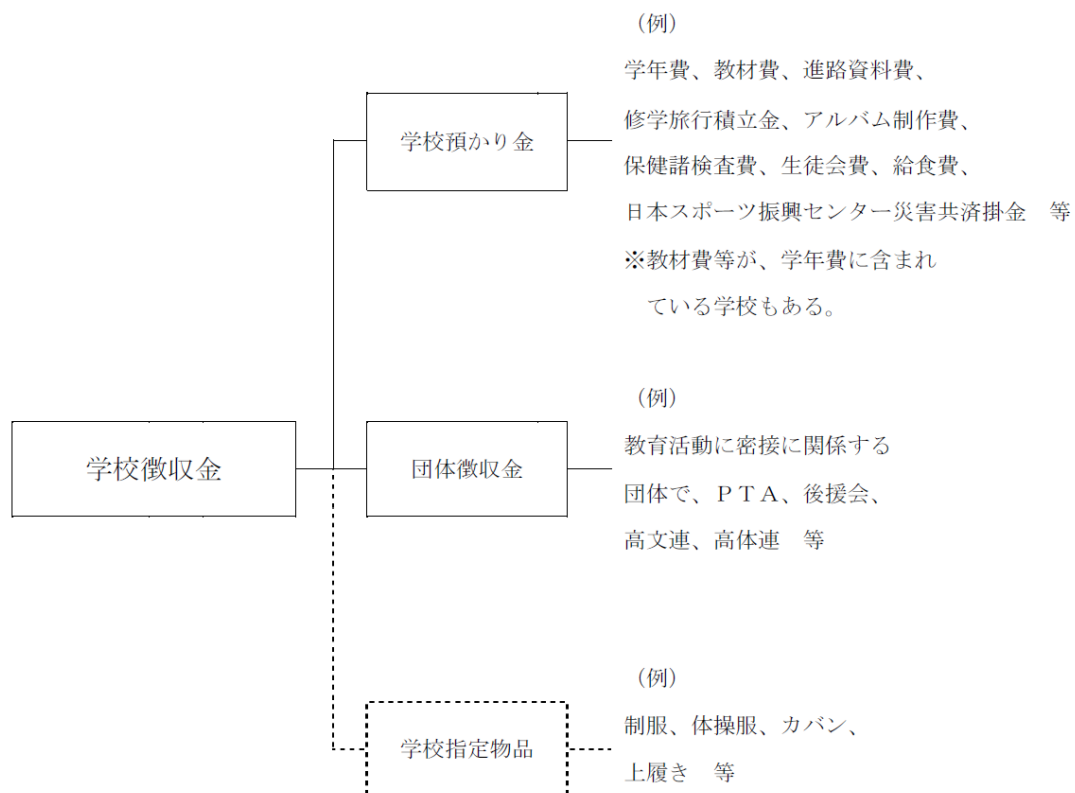 （例）
学年費、教材費、進路資料費、
修学旅行積立金、アルバム制作費、
保健諸検査費、生徒会費、給食費、
日本スポーツ振興センター災害共済掛金　等
※教材費等が、学年費に含まれ
ている学校もある。
学校預かり金
学校徴収金
団体徴収金
（例）
教育活動に密接に関係する
団体で、ＰＴＡ、後援会、
高文連、高体連　等
学校指定物品
（例）
制服、体操服、カバン、
上履き　等